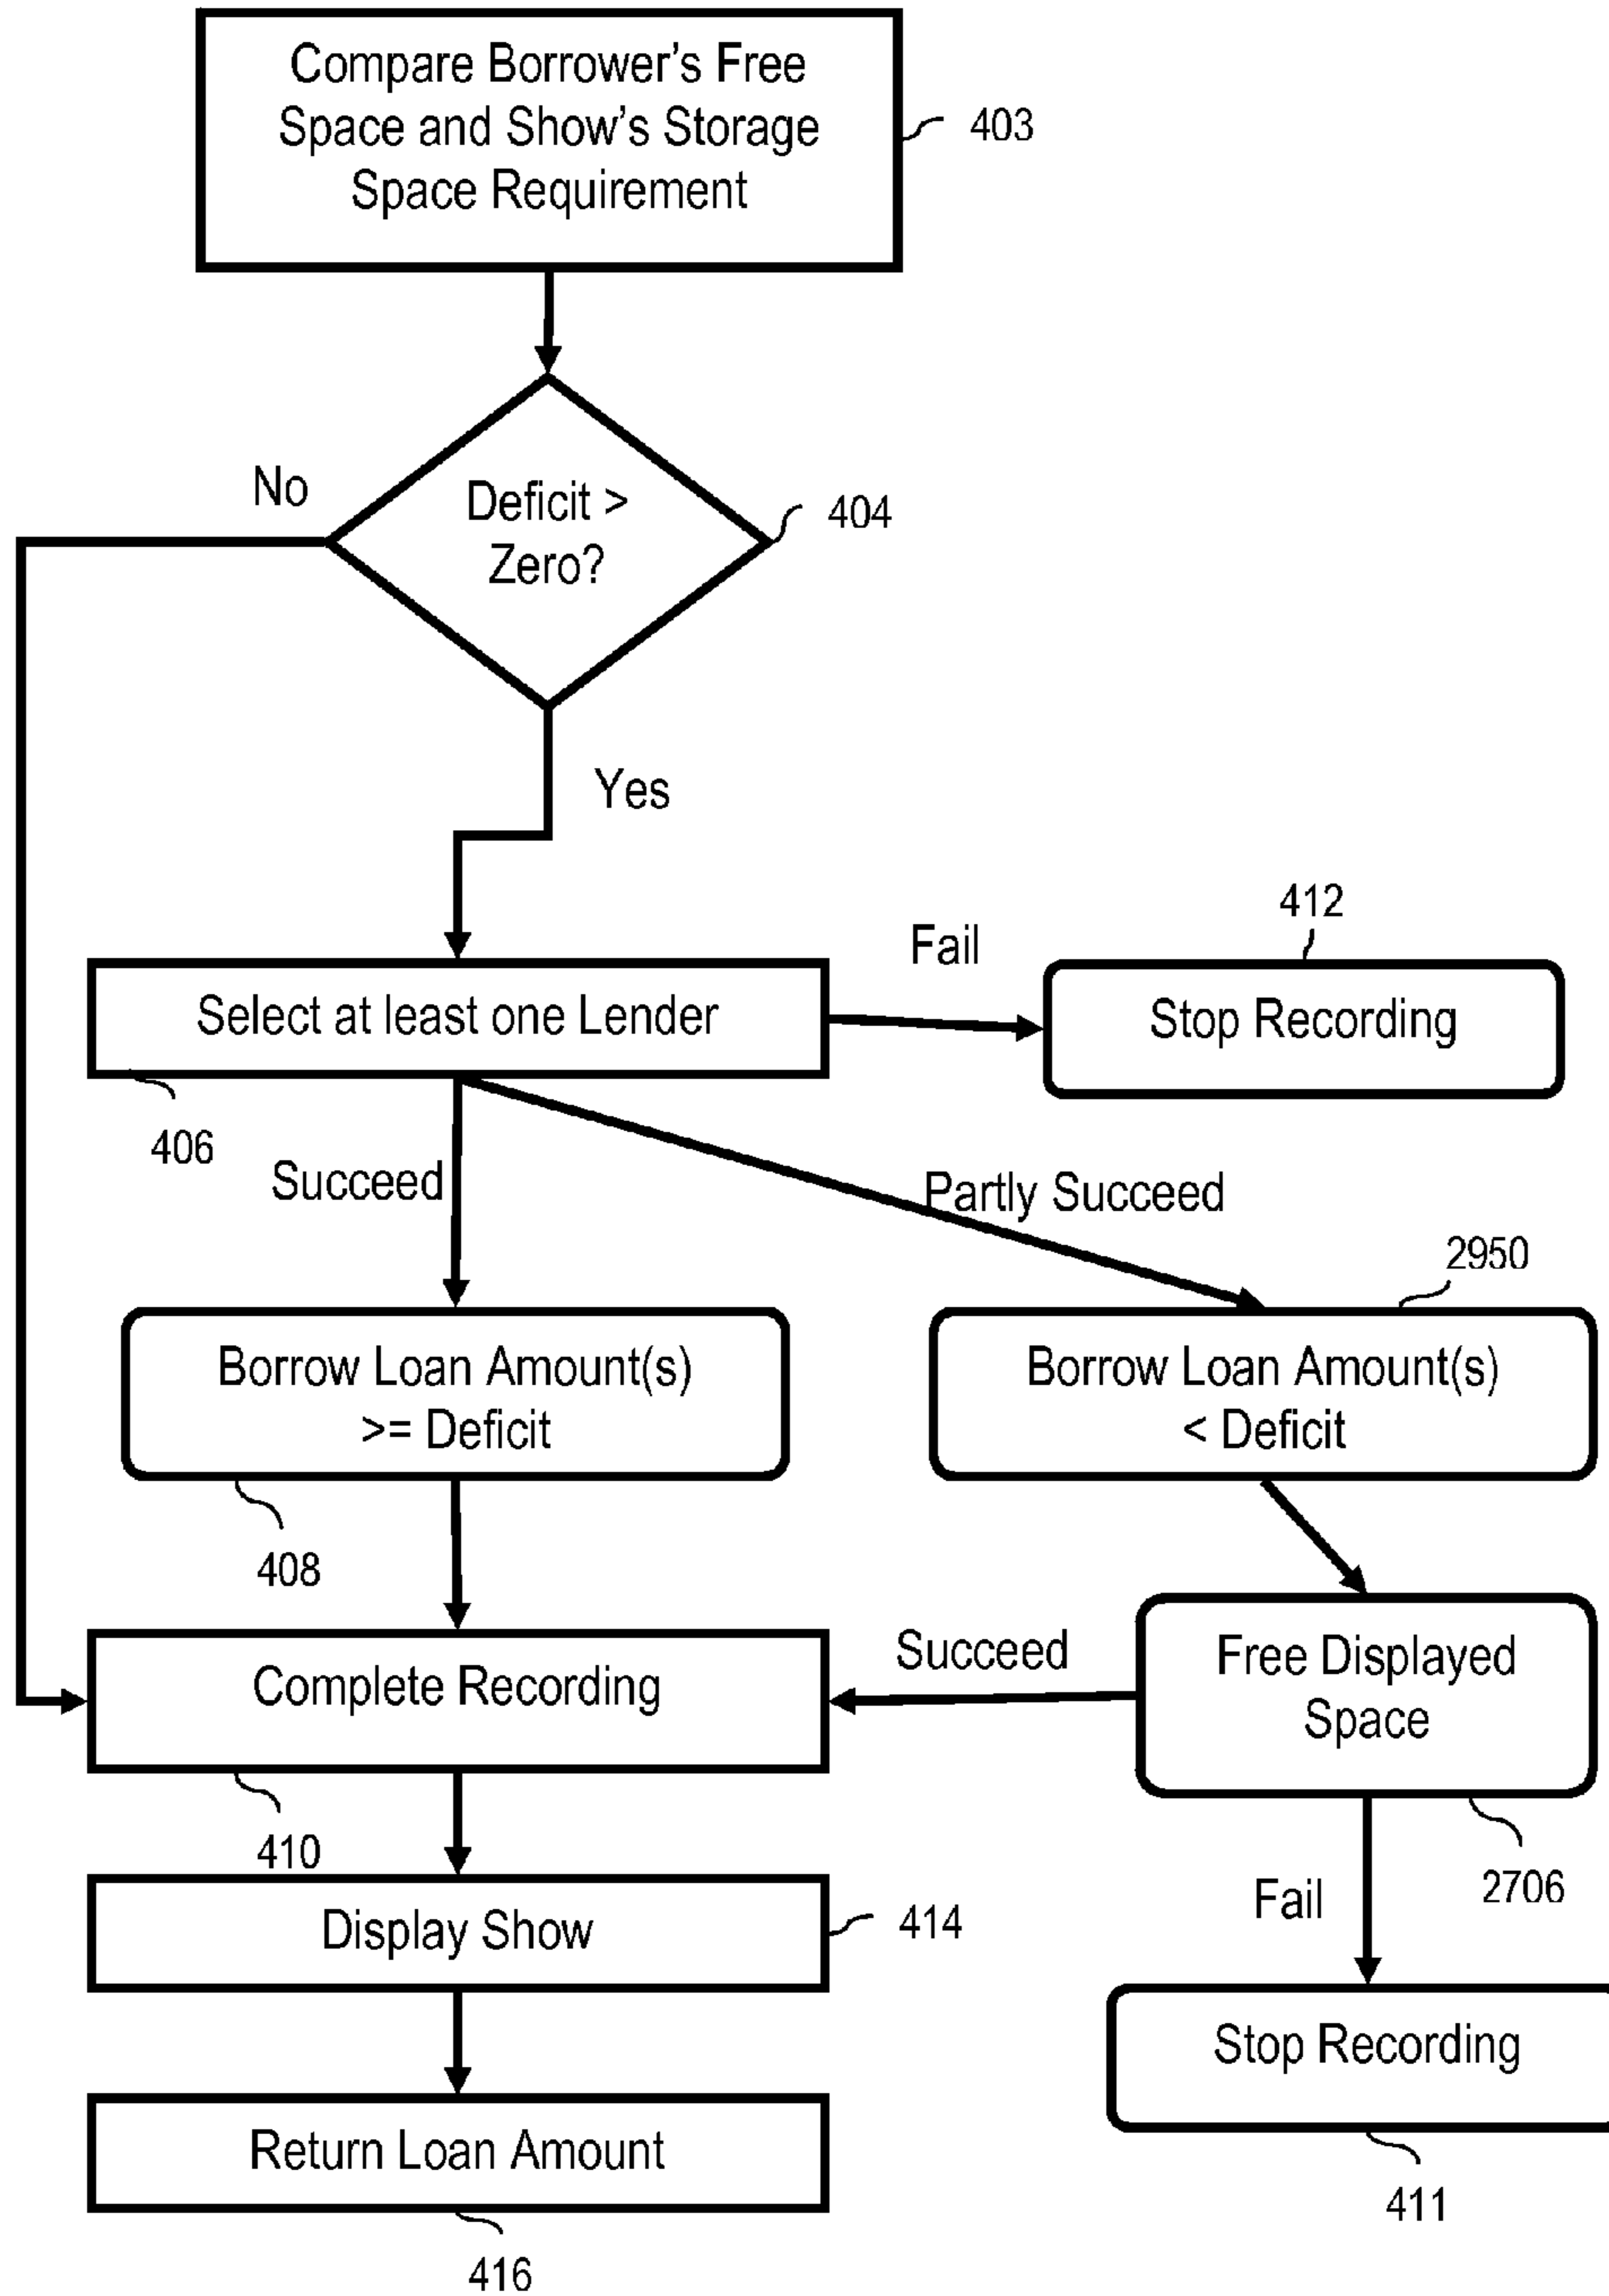 Compare Borrower's Free
Space and Show's Storage
Space Requirement
403
No
Deficit >
Zero?
404
Yes
412
Fail
Select at least one Lender
Stop Recording
406
Succeed
Partly Succeed
2950
Borrow Loan Amount(s)
>= Deficit
Borrow Loan Amount(s)
< Deficit
408
Succeed
Free Displayed
Space
Complete Recording
410
2706
Fail
Display Show
414
Stop Recording
Return Loan Amount
411
416